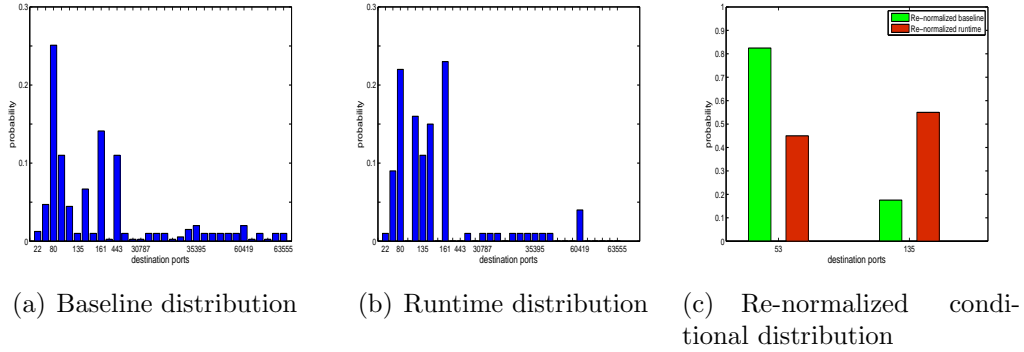 0.3
0.2
0.1
0
probability
22 80 135 161 443 30787 35395 60419 63555
destination ports
(a) Baseline distribution
0.3
0.2
0.1
0
probability
22 80 135 161 443 30787 35395 60419 63555
destination ports
(b) Runtime distribution
Re-normalized baseline
Re-normalized runtime
1
0.9
0.8
0.7
0.6
0.5
0.4
0.3
0.2
0.1
0
probability
53 135
destination ports
(c) Re-normalized condi-
tional distribution